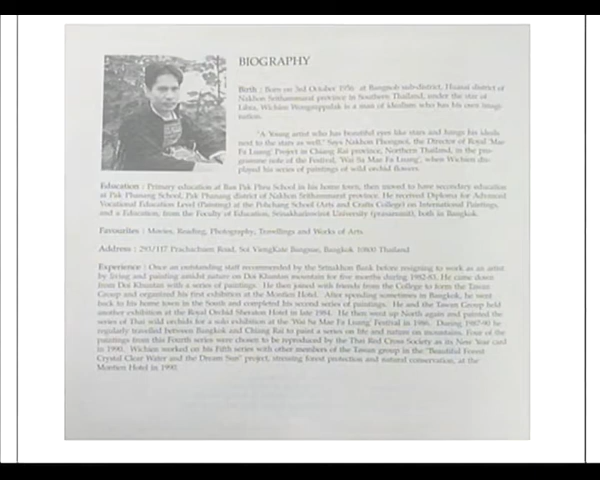 BIOGRAPHY
Birth : Born on 3rd October 1956 at Bangnob sub-district, Huasai district of
Nakhon Srithammarat province in Southern Thailand, under the star of
Libra, Wichien is a man of idealism who has his own imagi-
nation.
"A Young artist who has beautiful eyes like stars and hangs his ideals
next to the stars as well." Says Nakhon the Director of Royal 'Mae
Fa Luang' Project in Chiang Rai province, Northern Thailand, in the pro-
gramme note of the Festival, 'Wai Sa Mae Fa Luang', when Wichien dis-
played his series of paintings of wild orchid flowers.
Education : Primary education at Ban Pak School in his home town, then moved to have secondary education
at Pak Phanang School, Pak Phanang district of Nakhon Srithammarat province. He received Diploma for Advanced
Vocational Education Level (Painting) at the Pohchang School (Arts and Crafts College) on International Paintings,
and a Education, from the Faculty of Education, Srinakharinwirot University (prasarnmit), both in Bangkok.
Favourites : Movies, Reading, Photography, Travellings and Works of Arts
Address : 293/117 Prachachuen Road, Soi Bangsue, Bangkok 10800 Thailand
Experience : Once an outstanding staff recommended by the Srinakhon Bank before resigning to work as an artist
by living and painting amidst nature on Doi Khuntan mountain for five months during 1982-83. He came down
from Doi Khuntan with a series of paintings. He then joined with friends from the College to form the Tawan
Group and organized his first exhibition at the Montien Hotel. After spending sometimes in Bangkok, he went
back to his home town in the South and completed his second series of paintings. He and the Tawan Group held
another exhibition at the Royal Orchid Sheraton Hotel in late 1984. He then went up North again and painted the
series of Thai wild orchids for a solo exhibition at the 'Wai Sa Mae Fa Luang' Festival in 1986. During 1987-90 he
regularly travelled between Bangkok and Chiang Rai to paint a series on life and nature on mountains. Four of the
paintings from this Fourth series were chosen to be reproduced by the Thai Red Cross Society as its New Year card
in 1990. Wichien worked on his Fifth series with other members of the Tawan group in the "Beautiful Forest
Crystal Clear Water and the Dream Sun" project, stressing forest protection and natural conservation, at the
Montien Hotel in 1990.